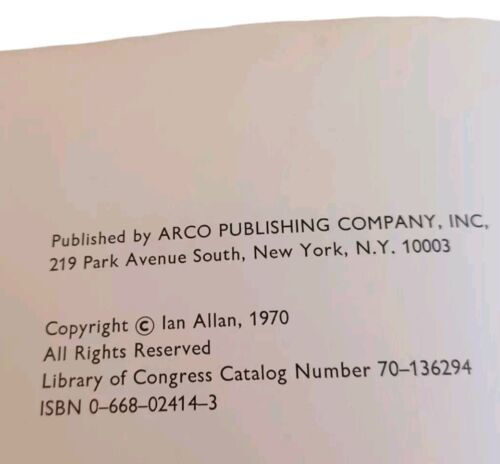 Published by ARCO PUBLISHING COMPANY, INC,
219 Park Avenue South, New York, N.Y. 10003
Copyright © Ian Allan, 1970
All Rights Reserved
Library of Congress Catalog Number 70–136294
ISBN 0–668–02414–3